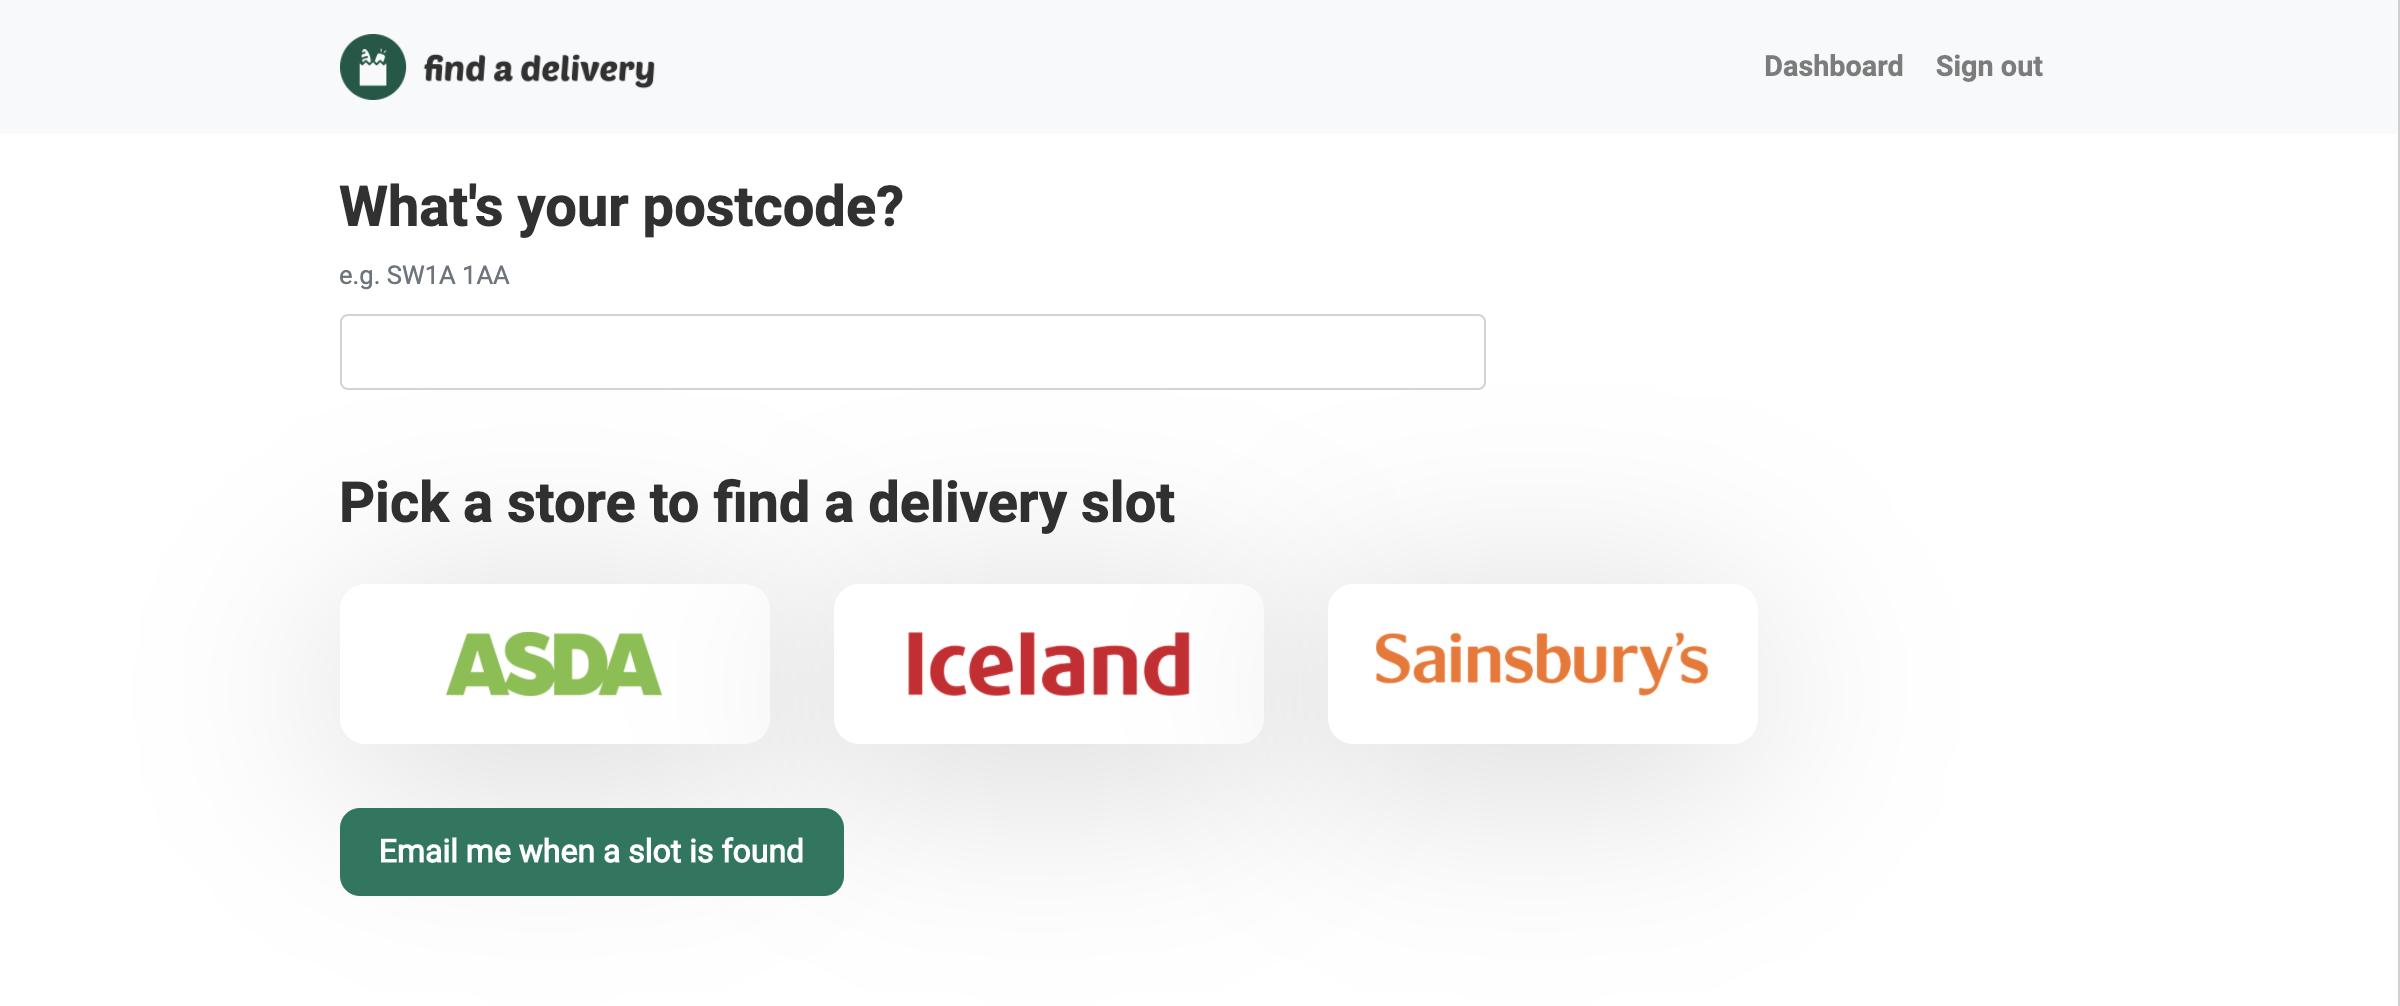 find a delivery
Dashboard
Sign out
What's your postcode?
e.g. SW1A 1AA
Pick a store to find a delivery slot
ASDA
Iceland
Sainsbury's
Email me when a slot is found